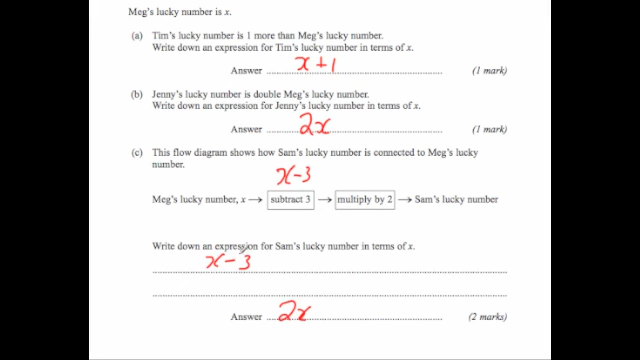 Meg's lucky number is x.
(a) Tim's lucky number is 1 more than Meg's lucky number.
Write down an expression for Tim's lucky number in terms of x.
x + 1
Answer (1 mark)
(b) Jenny's lucky number is double Meg's lucky number.
Write down an expression for Jenny's lucky number in terms of x.
2x
Answer (1 mark)
(c) This flow diagram shows how Sam's lucky number is connected to Meg's lucky
number.
x - 3
Meg's lucky number, x → subtract 3 → multiply by 2 → Sam's lucky number
Write down an expression for Sam's lucky number in terms of x.
x - 3
2x
Answer (2 marks)